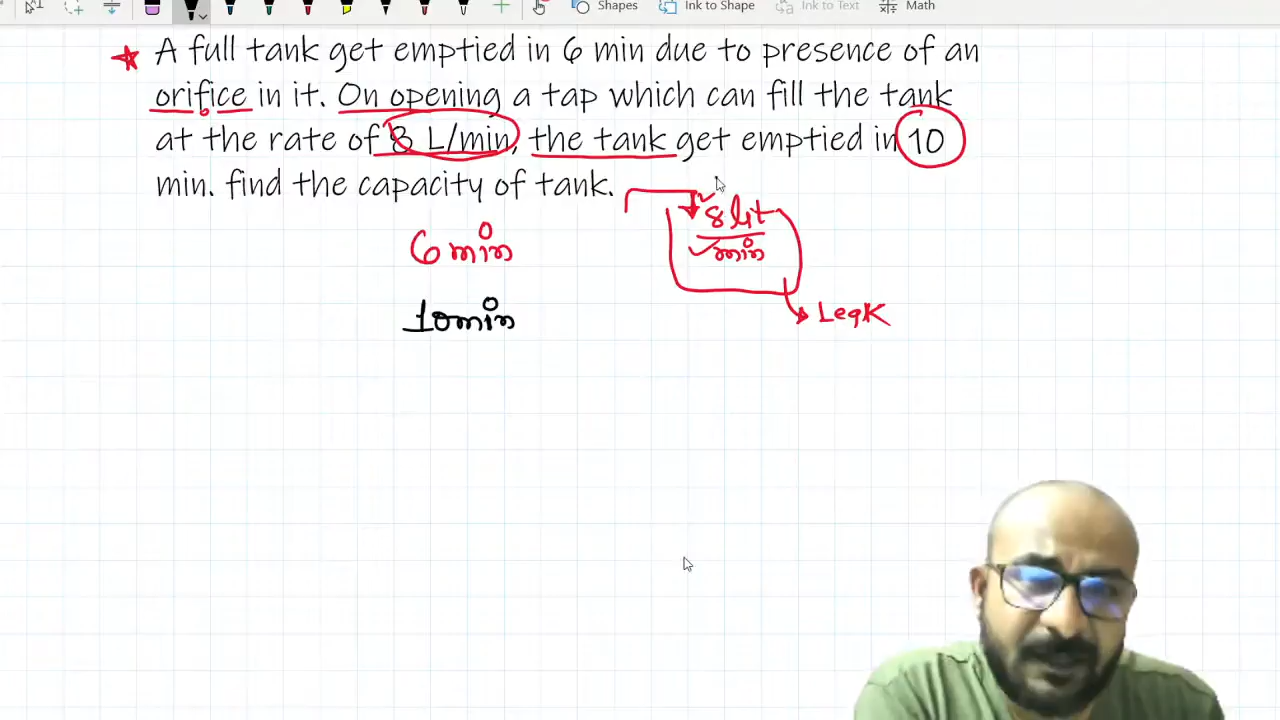 Shapes Ink to Shape Ink to Text Math
A full tank get emptied in 6 min due to presence of an
orifice in it. On opening a tap which can fill the tank
at the rate of 8 L/min, the tank get emptied in 10
min. find the capacity of tank.
8 lit
min
6 min
10 min
Leak